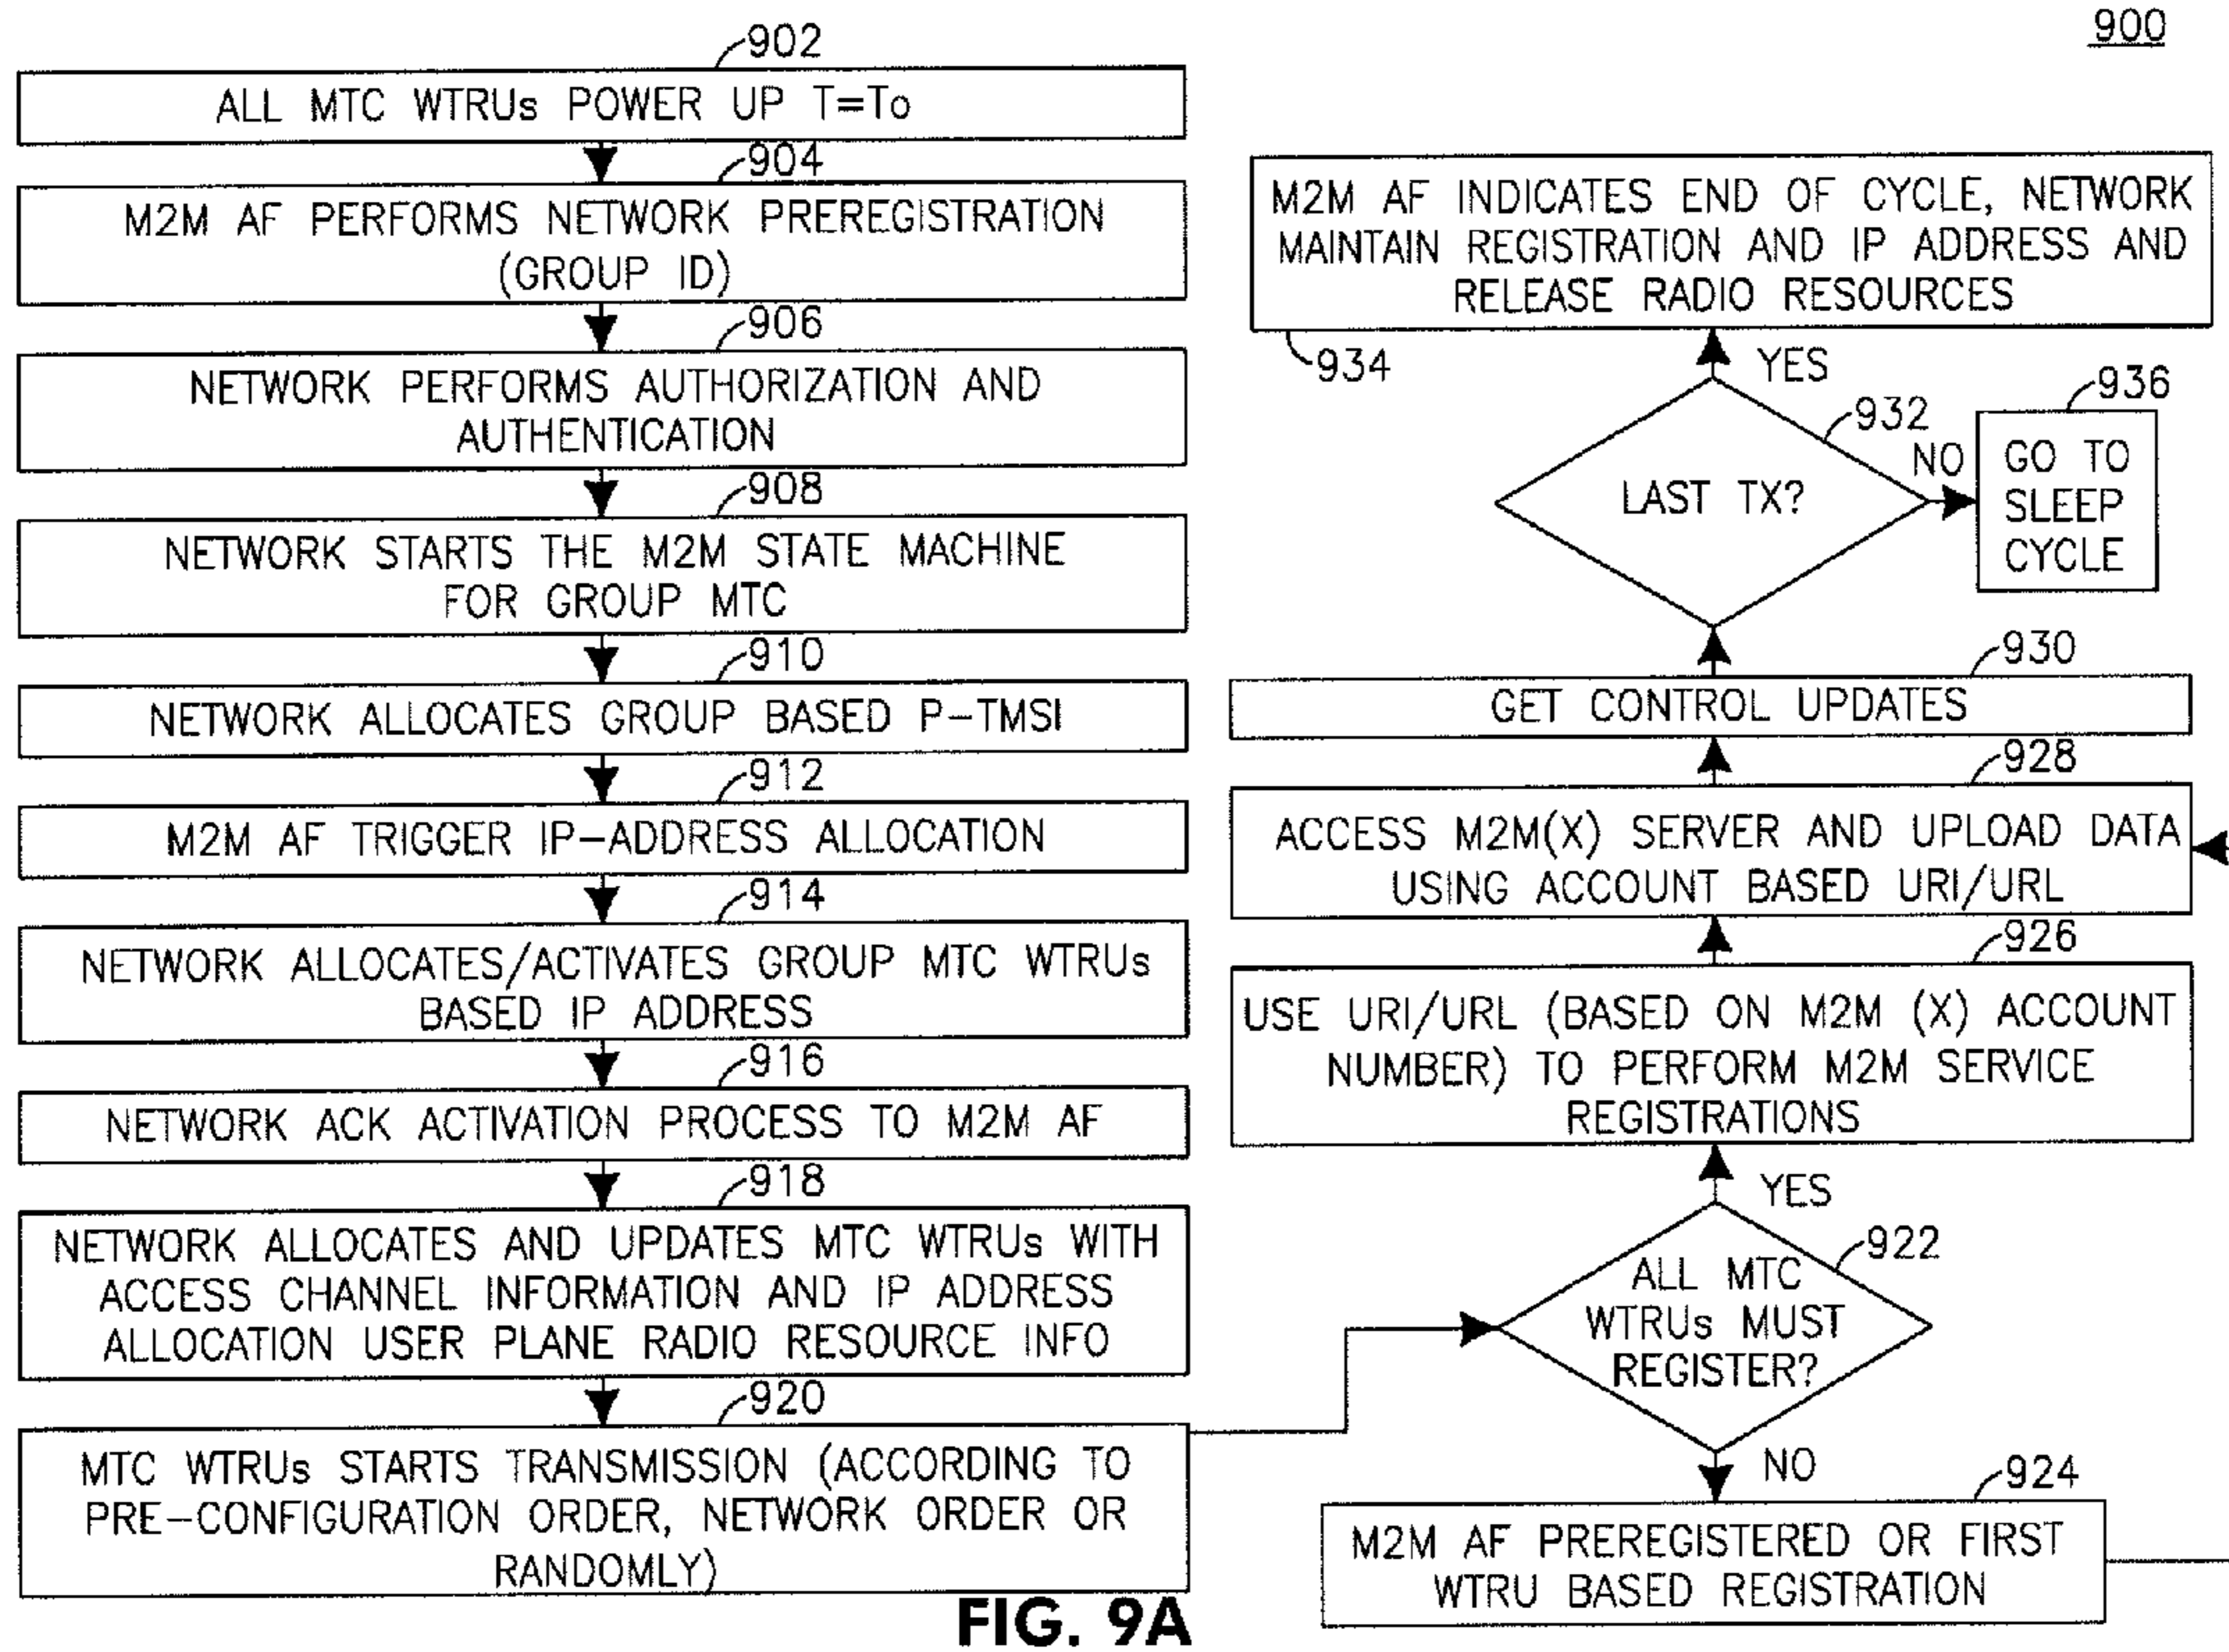 900
902
ALL MTC WTRUs POWER UP T=To
904
M2M AF PERFORMS NETWORK PREREGISTRATION
(GROUP ID)
906
NETWORK PERFORMS AUTHORIZATION AND
AUTHENTICATION
908
NETWORK STARTS THE M2M STATE MACHINE
FOR GROUP MTC
910
NETWORK ALLOCATES GROUP BASED P-TMSI
912
M2M AF TRIGGER IP-ADDRESS ALLOCATION
914
NETWORK ALLOCATES/ACTIVATES GROUP MTC WTRUs
BASED IP ADDRESS
916
NETWORK ACK ACTIVATION PROCESS TO M2M AF
918
NETWORK ALLOCATES AND UPDATES MTC WTRUs WITH
ACCESS CHANNEL INFORMATION AND IP ADDRESS
ALLOCATION USER PLANE RADIO RESOURCE INFO
920
MTC WTRUs STARTS TRANSMISSION (ACCORDING TO
PRE-CONFIGURATION ORDER, NETWORK ORDER OR
RANDOMLY)
M2M AF INDICATES END OF CYCLE, NETWORK
MAINTAIN REGISTRATION AND IP ADDRESS AND
RELEASE RADIO RESOURCES
934
YES
936
932
NO
GO TO
SLEEP
CYCLE
LAST TX?
930
GET CONTROL UPDATES
928
ACCESS M2M(X) SERVER AND UPLOAD DATA
USING ACCOUNT BASED URI/URL
926
USE URI/URL (BASED ON M2M (X) ACCOUNT
NUMBER) TO PERFORM M2M SERVICE
REGISTRATIONS
YES
922
ALL MTC
WTRUs MUST
REGISTER?
NO
924
M2M AF PREREGISTERED OR FIRST
WTRU BASED REGISTRATION
FIG. 9A